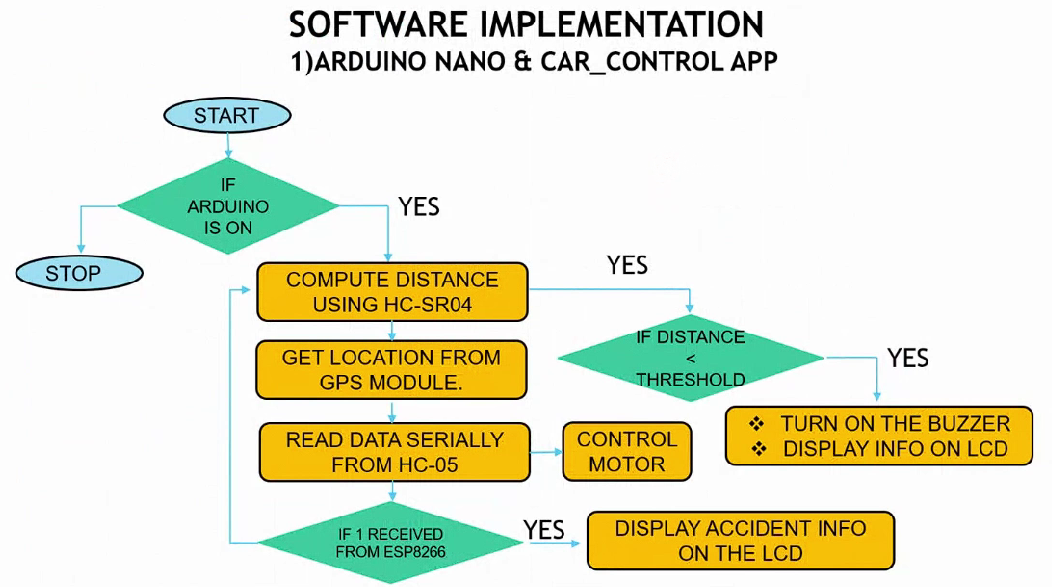 SOFTWARE IMPLEMENTATION
1)ARDUINO NANO & CAR_CONTROL APP
START
IF
ARDUINO
IS ON
YES
STOP
COMPUTE DISTANCE
USING HC-SR04
YES
IF DISTANCE
<
THRESHOLD
YES
❖ TURN ON THE BUZZER
❖ DISPLAY INFO ON LCD
GET LOCATION FROM
GPS MODULE.
READ DATA SERIALLY
FROM HC-05
CONTROL
MOTOR
IF 1 RECEIVED
FROM ESP8266
YES
DISPLAY ACCIDENT INFO
ON THE LCD